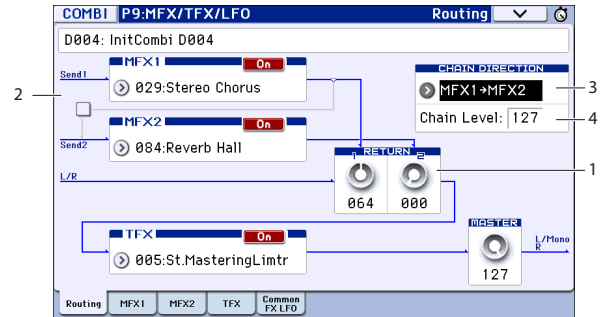 COMBI P9:MFX/TFX/LFO Routing
D004: InitCombi D004
MFX1 On
CHAIN DIRECTION
Send1
029:Stereo Chorus
MFX1→MFX2
3
2
Chain Level: 127
4
MFX2 On
Send2
084:Reverb Hall
RETURN
1 2
1
L/R
064 000
MASTER
TFX On
L/Mono
R
005:St.MasteringLimtr
127
Routing MFX1 MFX2 TFX Common FX LFO